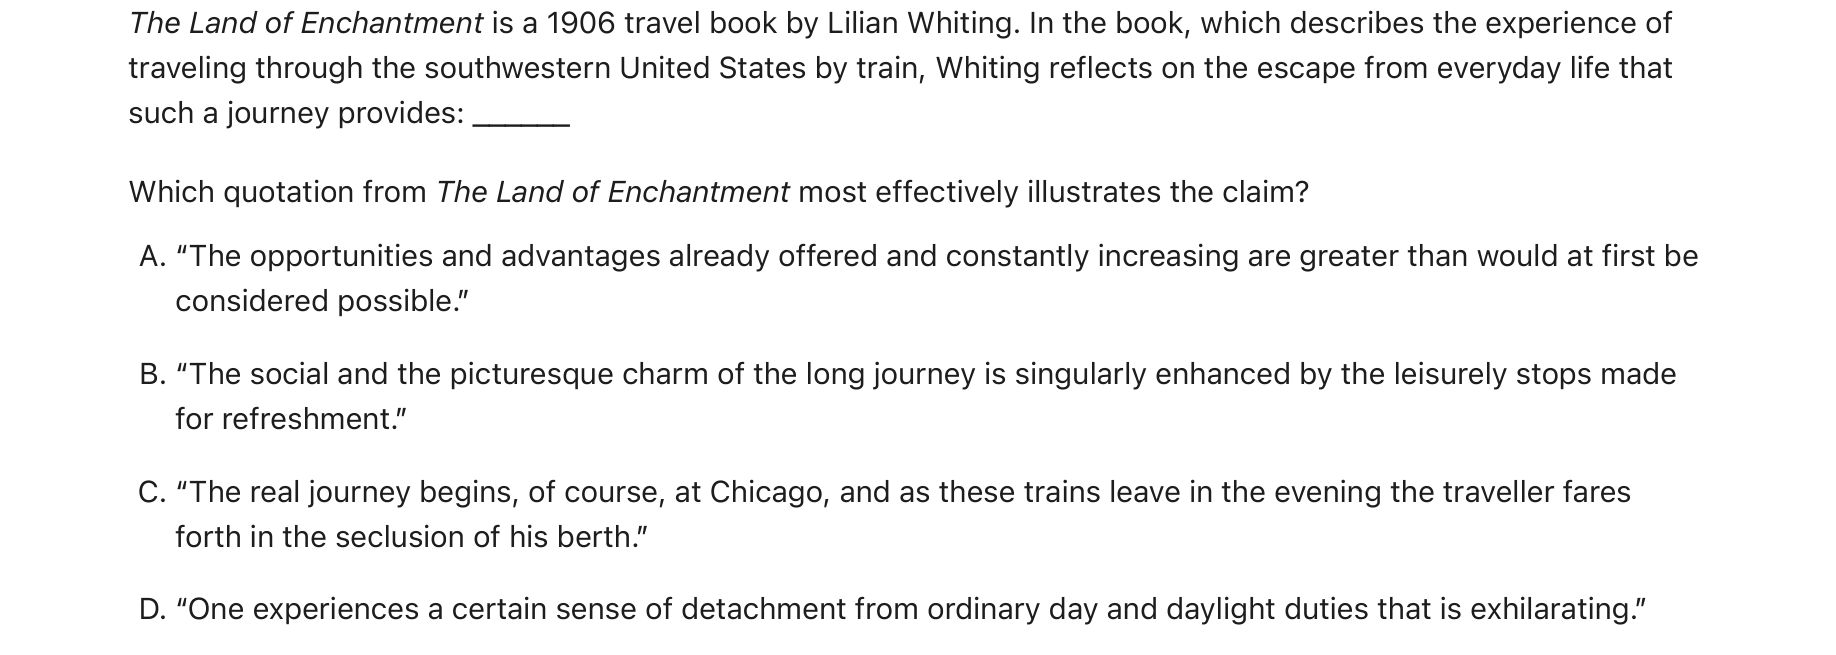 The Land of Enchantment is a 1906 travel book by Lilian Whiting. In the book, which describes the experience of
traveling through the southwestern United States by train, Whiting reflects on the escape from everyday life that
such a journey provides: ______
Which quotation from The Land of Enchantment most effectively illustrates the claim?
A. “The opportunities and advantages already offered and constantly increasing are greater than would at first be
considered possible.”
B. “The social and the picturesque charm of the long journey is singularly enhanced by the leisurely stops made
for refreshment.”
C. “The real journey begins, of course, at Chicago, and as these trains leave in the evening the traveller fares
forth in the seclusion of his berth.”
D. “One experiences a certain sense of detachment from ordinary day and daylight duties that is exhilarating.”